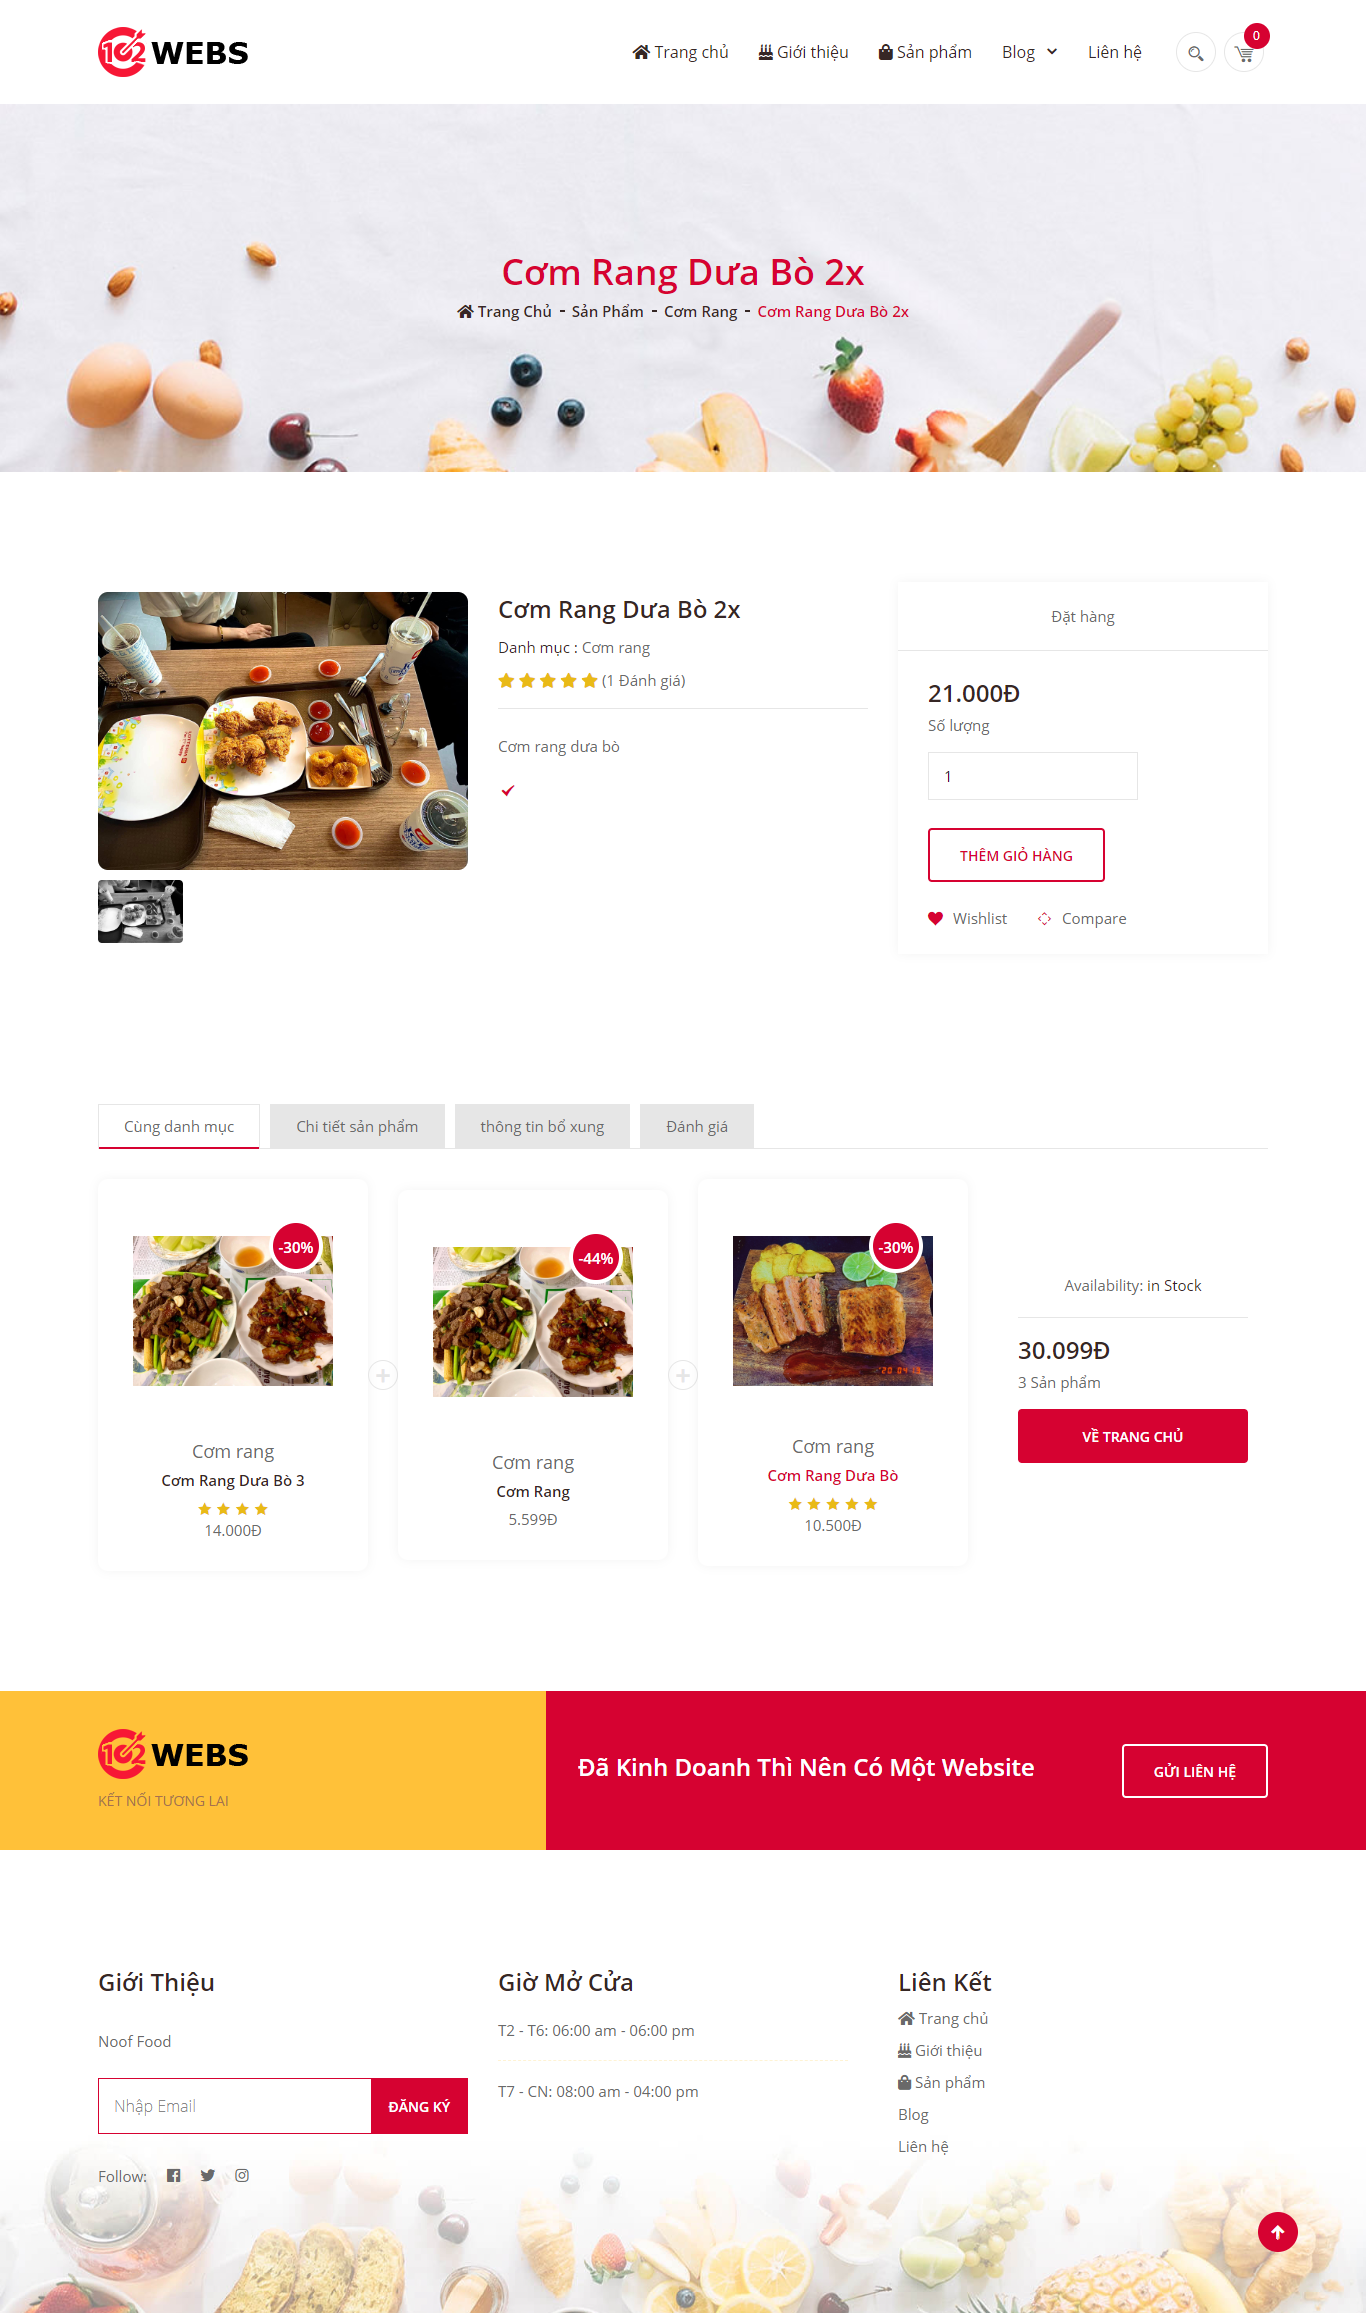 102 WEBS
Trang chủ
Giới thiệu
Sản phẩm
Blog
Liên hệ
0
Cơm Rang Dưa Bò 2x
Trang Chủ - Sản Phẩm - Cơm Rang - Cơm Rang Dưa Bò 2x
Cơm Rang Dưa Bò 2x
Danh mục : Cơm rang
(1 Đánh giá)
Cơm rang dưa bò
Đặt hàng
21.000Đ
Số lượng
1
THÊM GIỎ HÀNG
Wishlist
Compare
Cùng danh mục
Chi tiết sản phẩm
thông tin bổ xung
Đánh giá
-30%
Cơm rang
Cơm Rang Dưa Bò 3
14.000Đ
-44%
Cơm rang
Cơm Rang
5.599Đ
-30%
Cơm rang
Cơm Rang Dưa Bò
10.500Đ
Availability: in Stock
30.099Đ
3 Sản phẩm
VỀ TRANG CHỦ
102 WEBS
KẾT NỐI TƯƠNG LAI
Đã Kinh Doanh Thì Nên Có Một Website
GỬI LIÊN HỆ
Giới Thiệu
Noof Food
Nhập Email
ĐĂNG KÝ
Follow:
Giờ Mở Cửa
T2 - T6: 06:00 am - 06:00 pm
T7 - CN: 08:00 am - 04:00 pm
Liên Kết
Trang chủ
Giới thiệu
Sản phẩm
Blog
Liên hệ